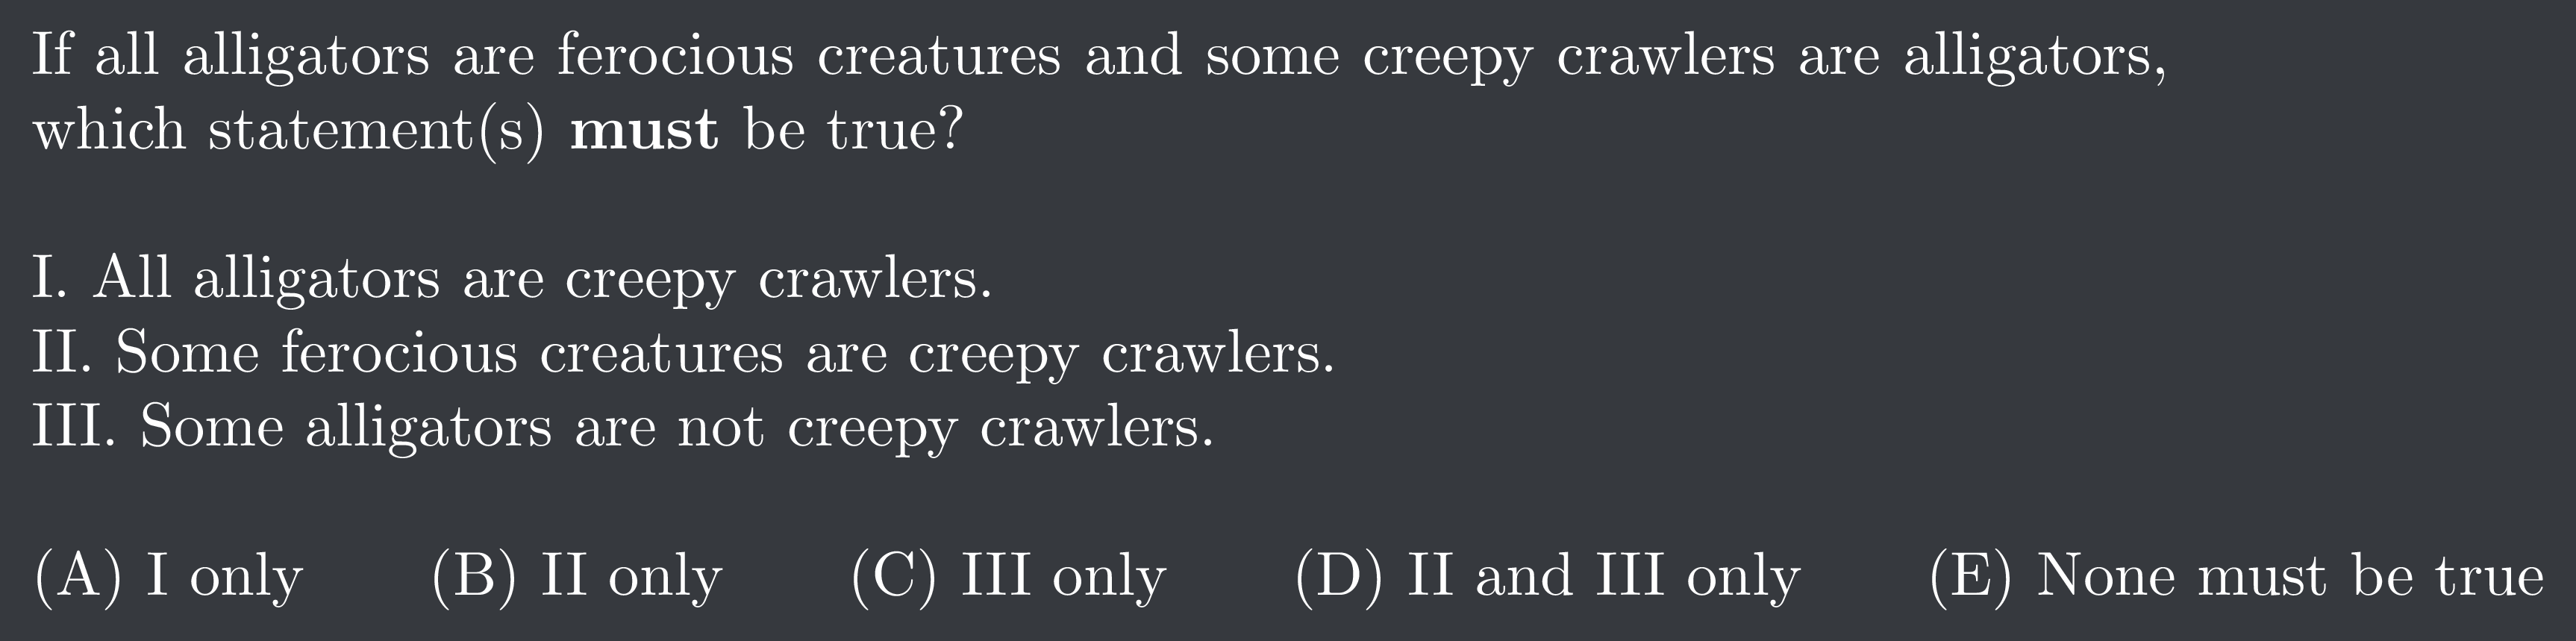 If all alligators are ferocious creatures and some creepy crawlers are alligators,
which statement(s) must be true?
I. All alligators are creepy crawlers.
II. Some ferocious creatures are creepy crawlers.
III. Some alligators are not creepy crawlers.
(A) I only (B) II only (C) III only (D) II and III only (E) None must be true